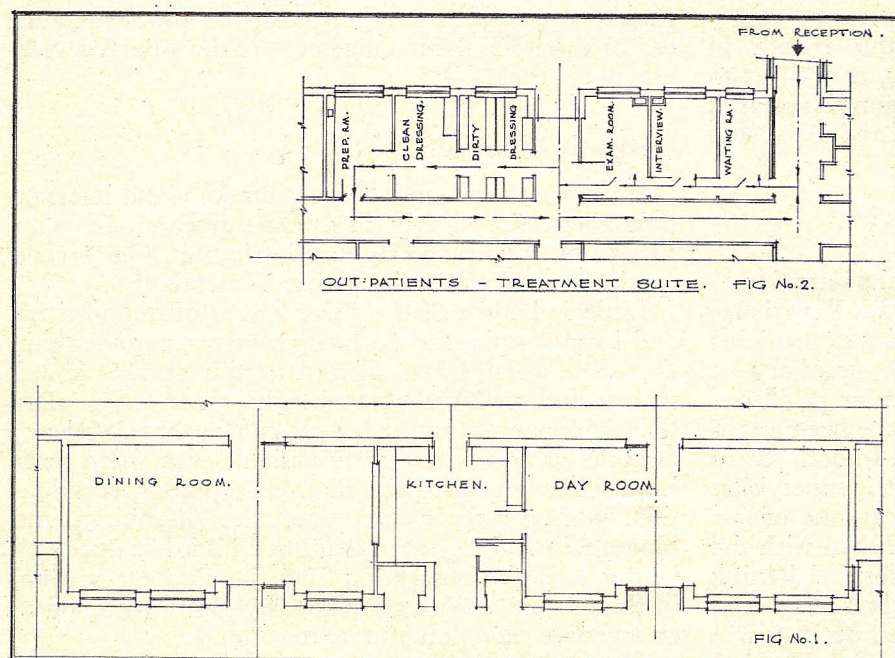 FROM RECEPTION.
PREP. RM.
CLEAN
DRESSING.
DIRTY
DRESSING
EXAM. ROOM.
INTERVIEW.
WAITING RM.
OUT:PATIENTS - TREATMENT SUITE. FIG No.2.
DINING ROOM.
KITCHEN.
DAY ROOM
FIG No.1.